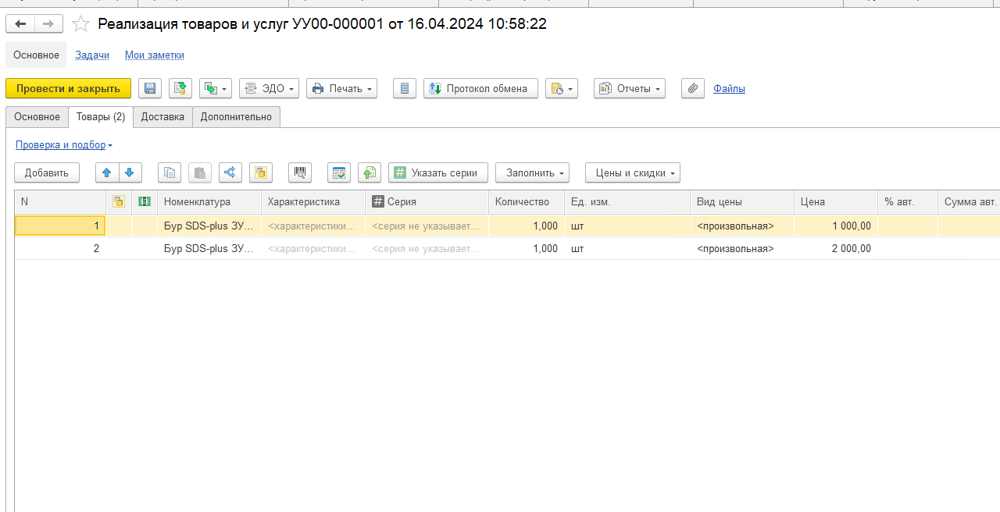 Реализация товаров и услуг УУ00-000001 от 16.04.2024 10:58:22
Основное Задачи Мои заметки
Провести и закрыть ЭДО Печать Протокол обмена Отчеты Файлы
Основное Товары (2) Доставка Дополнительно
Проверка и подбор
Добавить # Указать серии Заполнить Цены и скидки
N Номенклатура Характеристика # Серия Количество Ед. изм. Вид цены Цена % авт. Сумма авт.
1 Бур SDS-plus ЗУ... <характеристики... <серия не указывает... 1,000 шт <произвольная> 1 000,00
2 Бур SDS-plus ЗУ... <характеристики... <серия не указывает... 1,000 шт <произвольная> 2 000,00